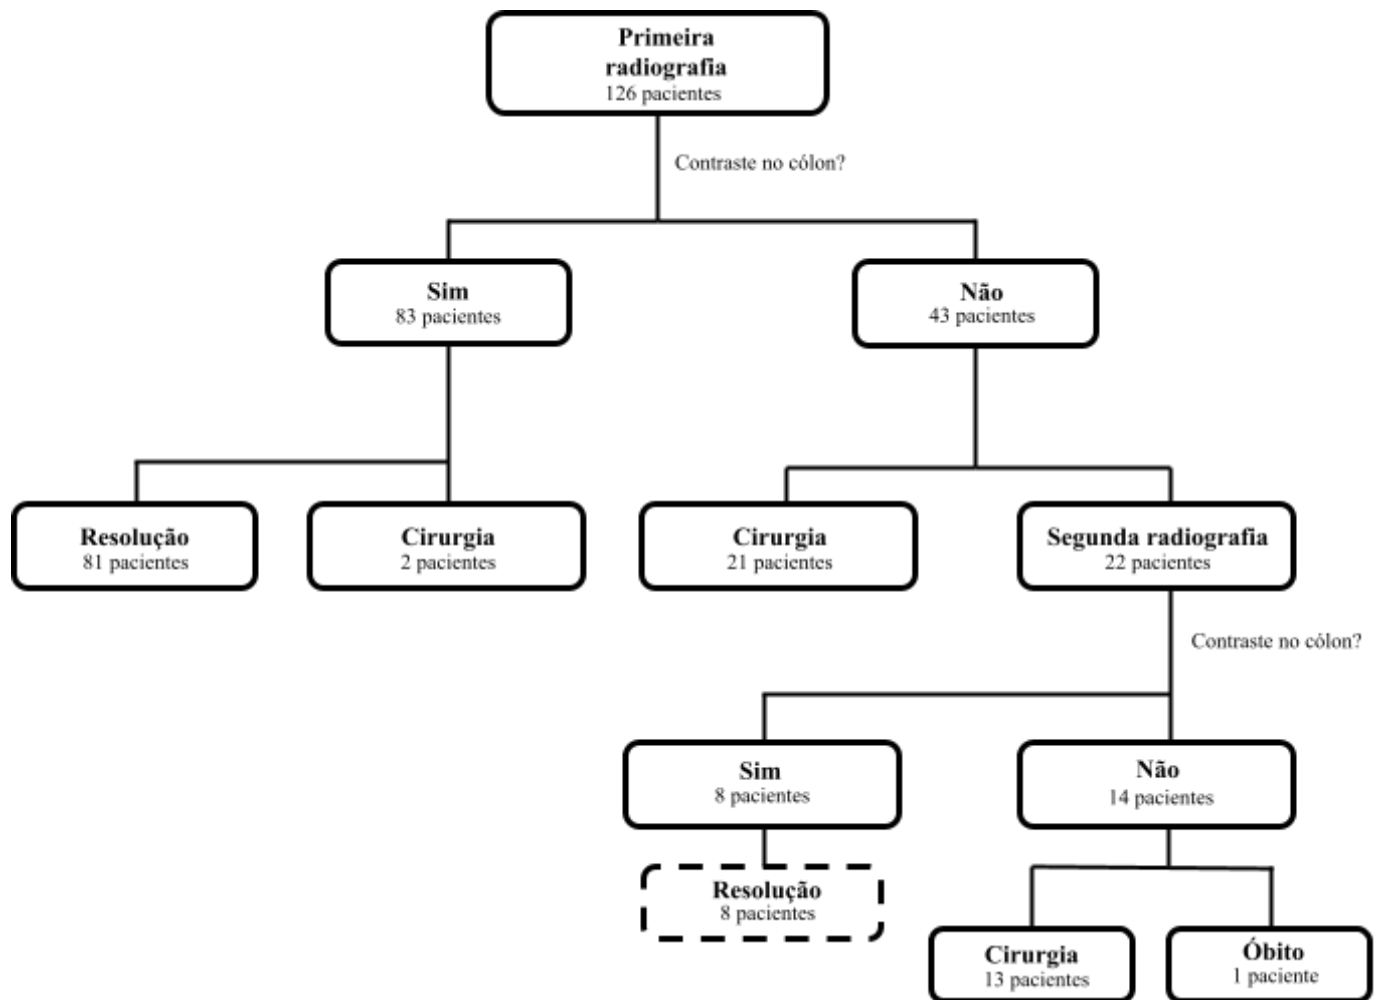 Primeira
radiografia
126 pacientes
Contraste no cólon?
Sim
83 pacientes
Não
43 pacientes
Resolução
81 pacientes
Cirurgia
2 pacientes
Cirurgia
21 pacientes
Segunda radiografia
22 pacientes
Contraste no cólon?
Sim
8 pacientes
Não
14 pacientes
Resolução
8 pacientes
Cirurgia
13 pacientes
Óbito
1 paciente